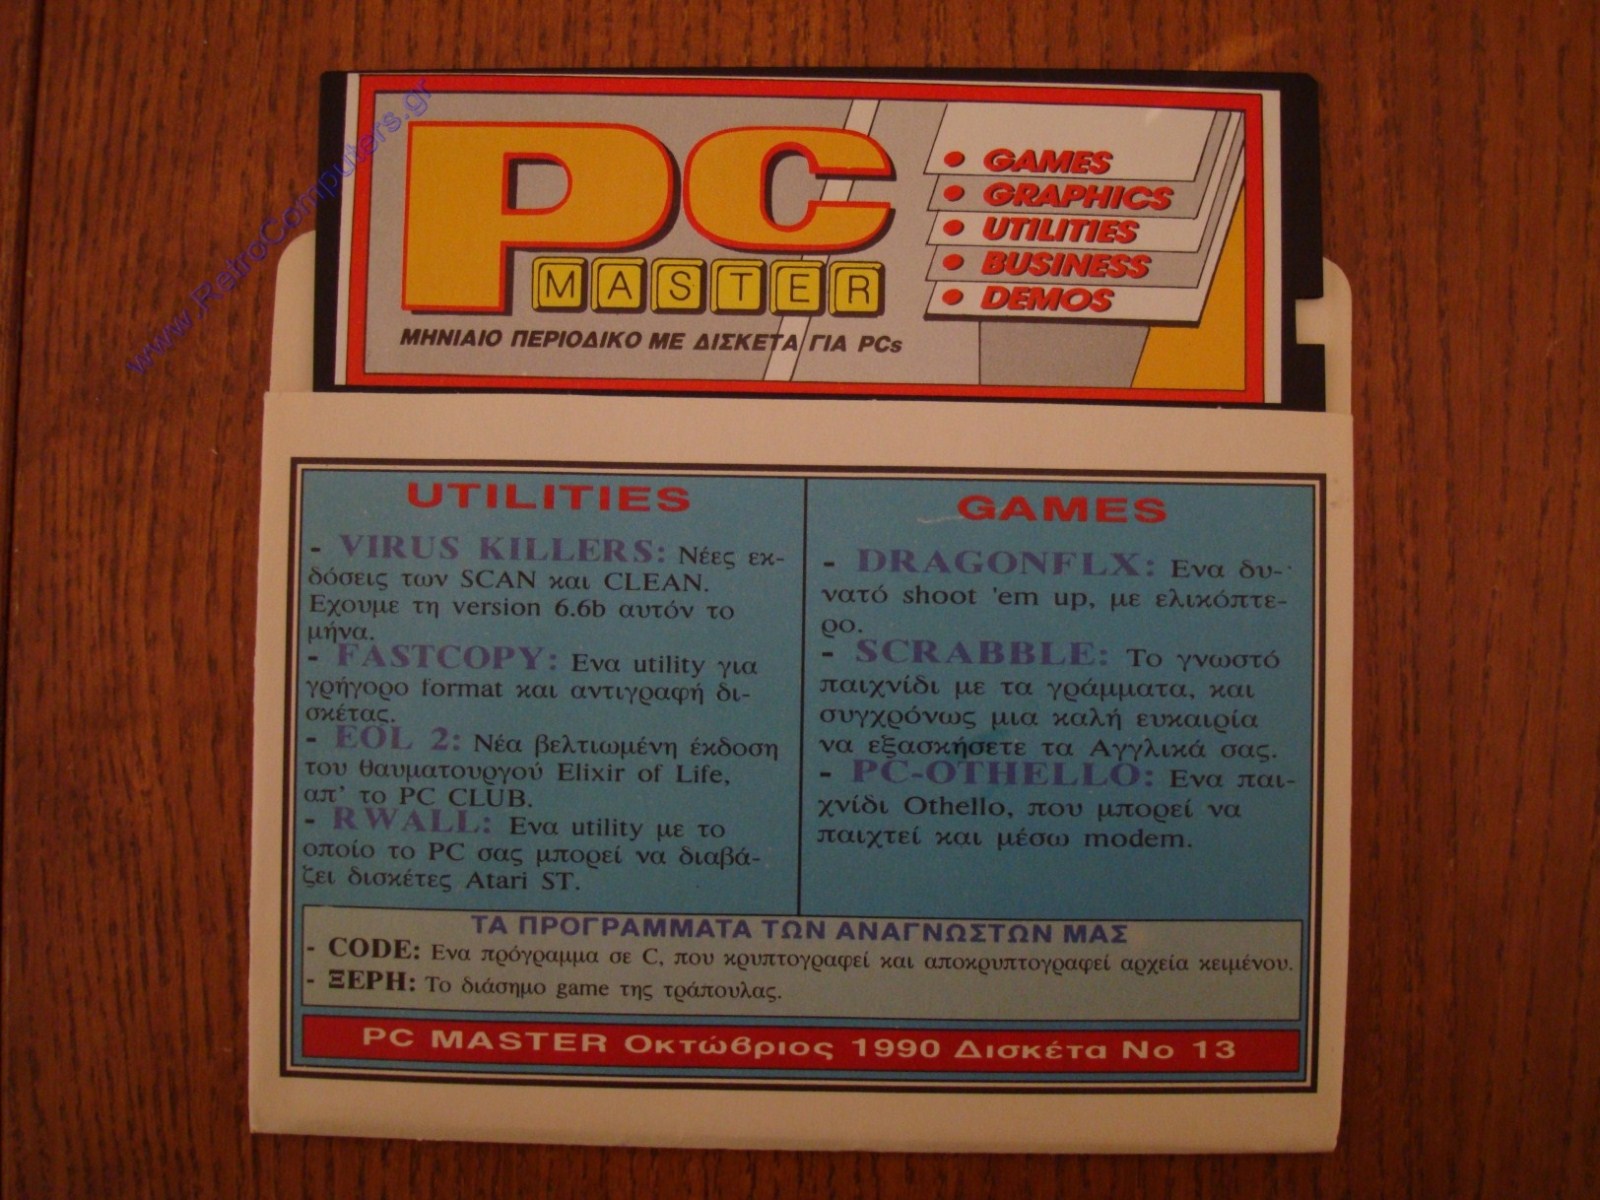 www.RetroComputers.gr
PC
MASTER
ΜΗΝΙΑΙΟ ΠΕΡΙΟΔΙΚΟ ΜΕ ΔΙΣΚΕΤΑ ΓΙΑ PCs
• GAMES
• GRAPHICS
• UTILITIES
• BUSINESS
• DEMOS
UTILITIES
- VIRUS KILLERS: Νέες εκ-
δόσεις των SCAN και CLEAN.
Εχουμε τη version 6.6b αυτόν το
μήνα.
- FASTCOPY: Ενα utility για
γρήγορο format και αντιγραφή δι-
σκέτας.
- EOL 2: Νέα βελτιωμένη έκδοση
του θαυματουργού Elixir of Life,
απ' το PC CLUB.
- RWALL: Ενα utility με το
οποίο το PC σας μπορεί να διαβά-
ζει δισκέτες Atari ST.
GAMES
- DRAGONFLX: Ενα δυ-
νατό shoot 'em up, με ελικόπτε-
ρο.
- SCRABBLE: Το γνωστό
παιχνίδι με τα γράμματα, και
συγχρόνως μια καλή ευκαιρία
να εξασκήσετε τα Αγγλικά σας.
- PC-OTHELLO: Ενα παι-
χνίδι Othello, που μπορεί να
παιχτεί και μέσω modem.
ΤΑ ΠΡΟΓΡΑΜΜΑΤΑ ΤΩΝ ΑΝΑΓΝΩΣΤΩΝ ΜΑΣ
- CODE: Ενα πρόγραμμα σε C, που κρυπτογραφεί και αποκρυπτογραφεί αρχεία κειμένου.
- ΞΕΡΗ: Το διάσημο game της τράπουλας.
PC MASTER Οκτώβριος 1990 Δισκέτα Νο 13